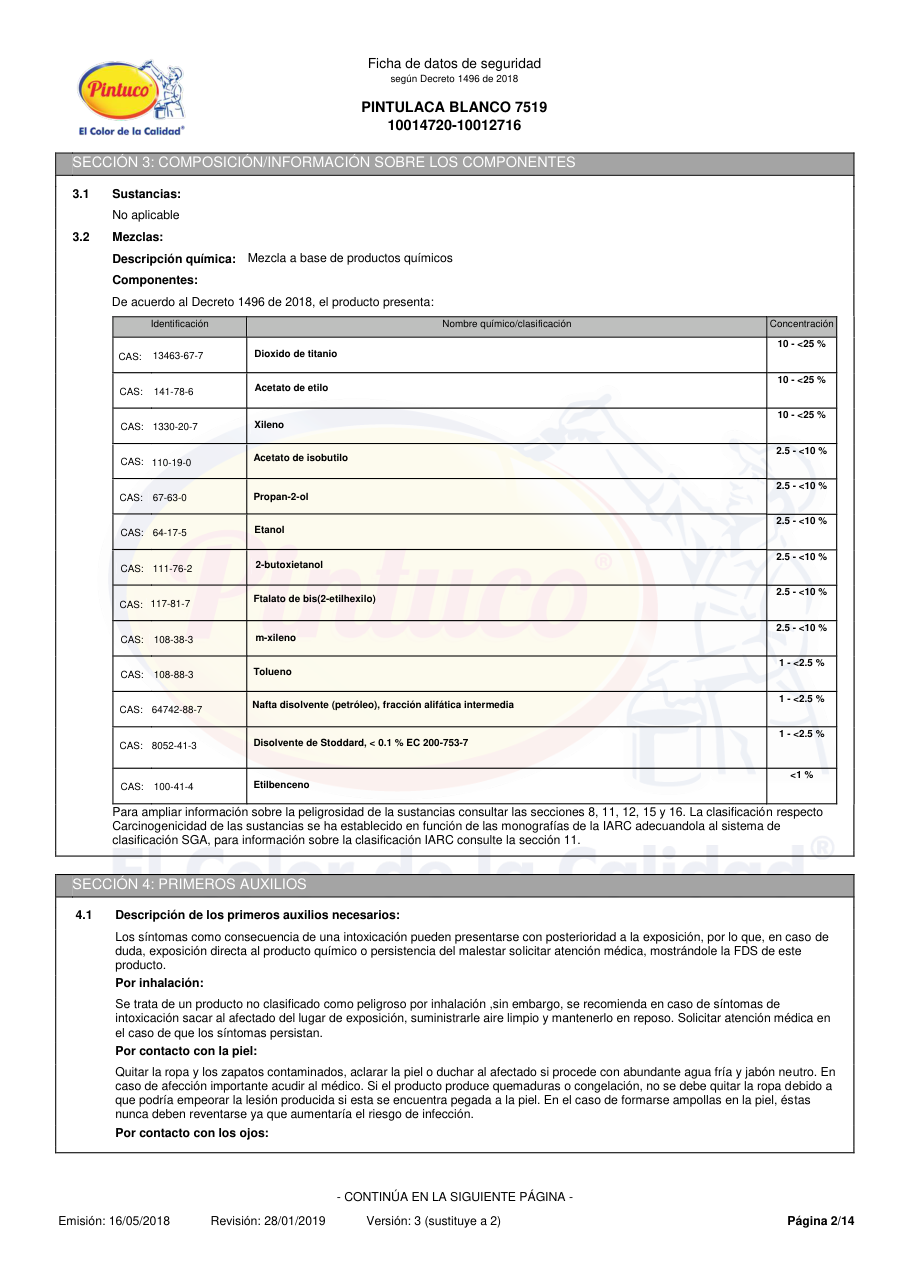 Pintuco®
El Color de la Calidad®
Ficha de datos de seguridad
según Decreto 1496 de 2018
PINTULACA BLANCO 7519
10014720-10012716
SECCIÓN 3: COMPOSICIÓN/INFORMACIÓN SOBRE LOS COMPONENTES
3.1 Sustancias:
No aplicable
3.2 Mezclas:
Descripción química: Mezcla a base de productos químicos
Componentes:
De acuerdo al Decreto 1496 de 2018, el producto presenta:
Identificación Nombre químico/clasificación Concentración
CAS: 13463-67-7 Dioxido de titanio 10 - <25 %
CAS: 141-78-6 Acetato de etilo 10 - <25 %
CAS: 1330-20-7 Xileno 10 - <25 %
CAS: 110-19-0 Acetato de isobutilo 2.5 - <10 %
CAS: 67-63-0 Propan-2-ol 2.5 - <10 %
CAS: 64-17-5 Etanol 2.5 - <10 %
CAS: 111-76-2 2-butoxietanol 2.5 - <10 %
CAS: 117-81-7 Ftalato de bis(2-etilhexilo) 2.5 - <10 %
CAS: 108-38-3 m-xileno 2.5 - <10 %
CAS: 108-88-3 Tolueno 1 - <2.5 %
CAS: 64742-88-7 Nafta disolvente (petróleo), fracción alifática intermedia 1 - <2.5 %
CAS: 8052-41-3 Disolvente de Stoddard, < 0.1 % EC 200-753-7 1 - <2.5 %
CAS: 100-41-4 Etilbenceno <1 %
Para ampliar información sobre la peligrosidad de la sustancias consultar las secciones 8, 11, 12, 15 y 16. La clasificación respecto
Carcinogenicidad de las sustancias se ha establecido en función de las monografías de la IARC adecuandola al sistema de
clasificación SGA, para información sobre la clasificación IARC consulte la sección 11.
Pintuco®
El Color de la Calidad®
SECCIÓN 4: PRIMEROS AUXILIOS
4.1 Descripción de los primeros auxilios necesarios:
Los síntomas como consecuencia de una intoxicación pueden presentarse con posterioridad a la exposición, por lo que, en caso de
duda, exposición directa al producto químico o persistencia del malestar solicitar atención médica, mostrándole la FDS de este
producto.
Por inhalación:
Se trata de un producto no clasificado como peligroso por inhalación ,sin embargo, se recomienda en caso de síntomas de
intoxicación sacar al afectado del lugar de exposición, suministrarle aire limpio y mantenerlo en reposo. Solicitar atención médica en
el caso de que los síntomas persistan.
Por contacto con la piel:
Quitar la ropa y los zapatos contaminados, aclarar la piel o duchar al afectado si procede con abundante agua fría y jabón neutro. En
caso de afección importante acudir al médico. Si el producto produce quemaduras o congelación, no se debe quitar la ropa debido a
que podría empeorar la lesión producida si esta se encuentra pegada a la piel. En el caso de formarse ampollas en la piel, éstas
nunca deben reventarse ya que aumentaría el riesgo de infección.
Por contacto con los ojos:
- CONTINÚA EN LA SIGUIENTE PÁGINA -
Emisión: 16/05/2018 Revisión: 28/01/2019 Versión: 3 (sustituye a 2) Página 2/14